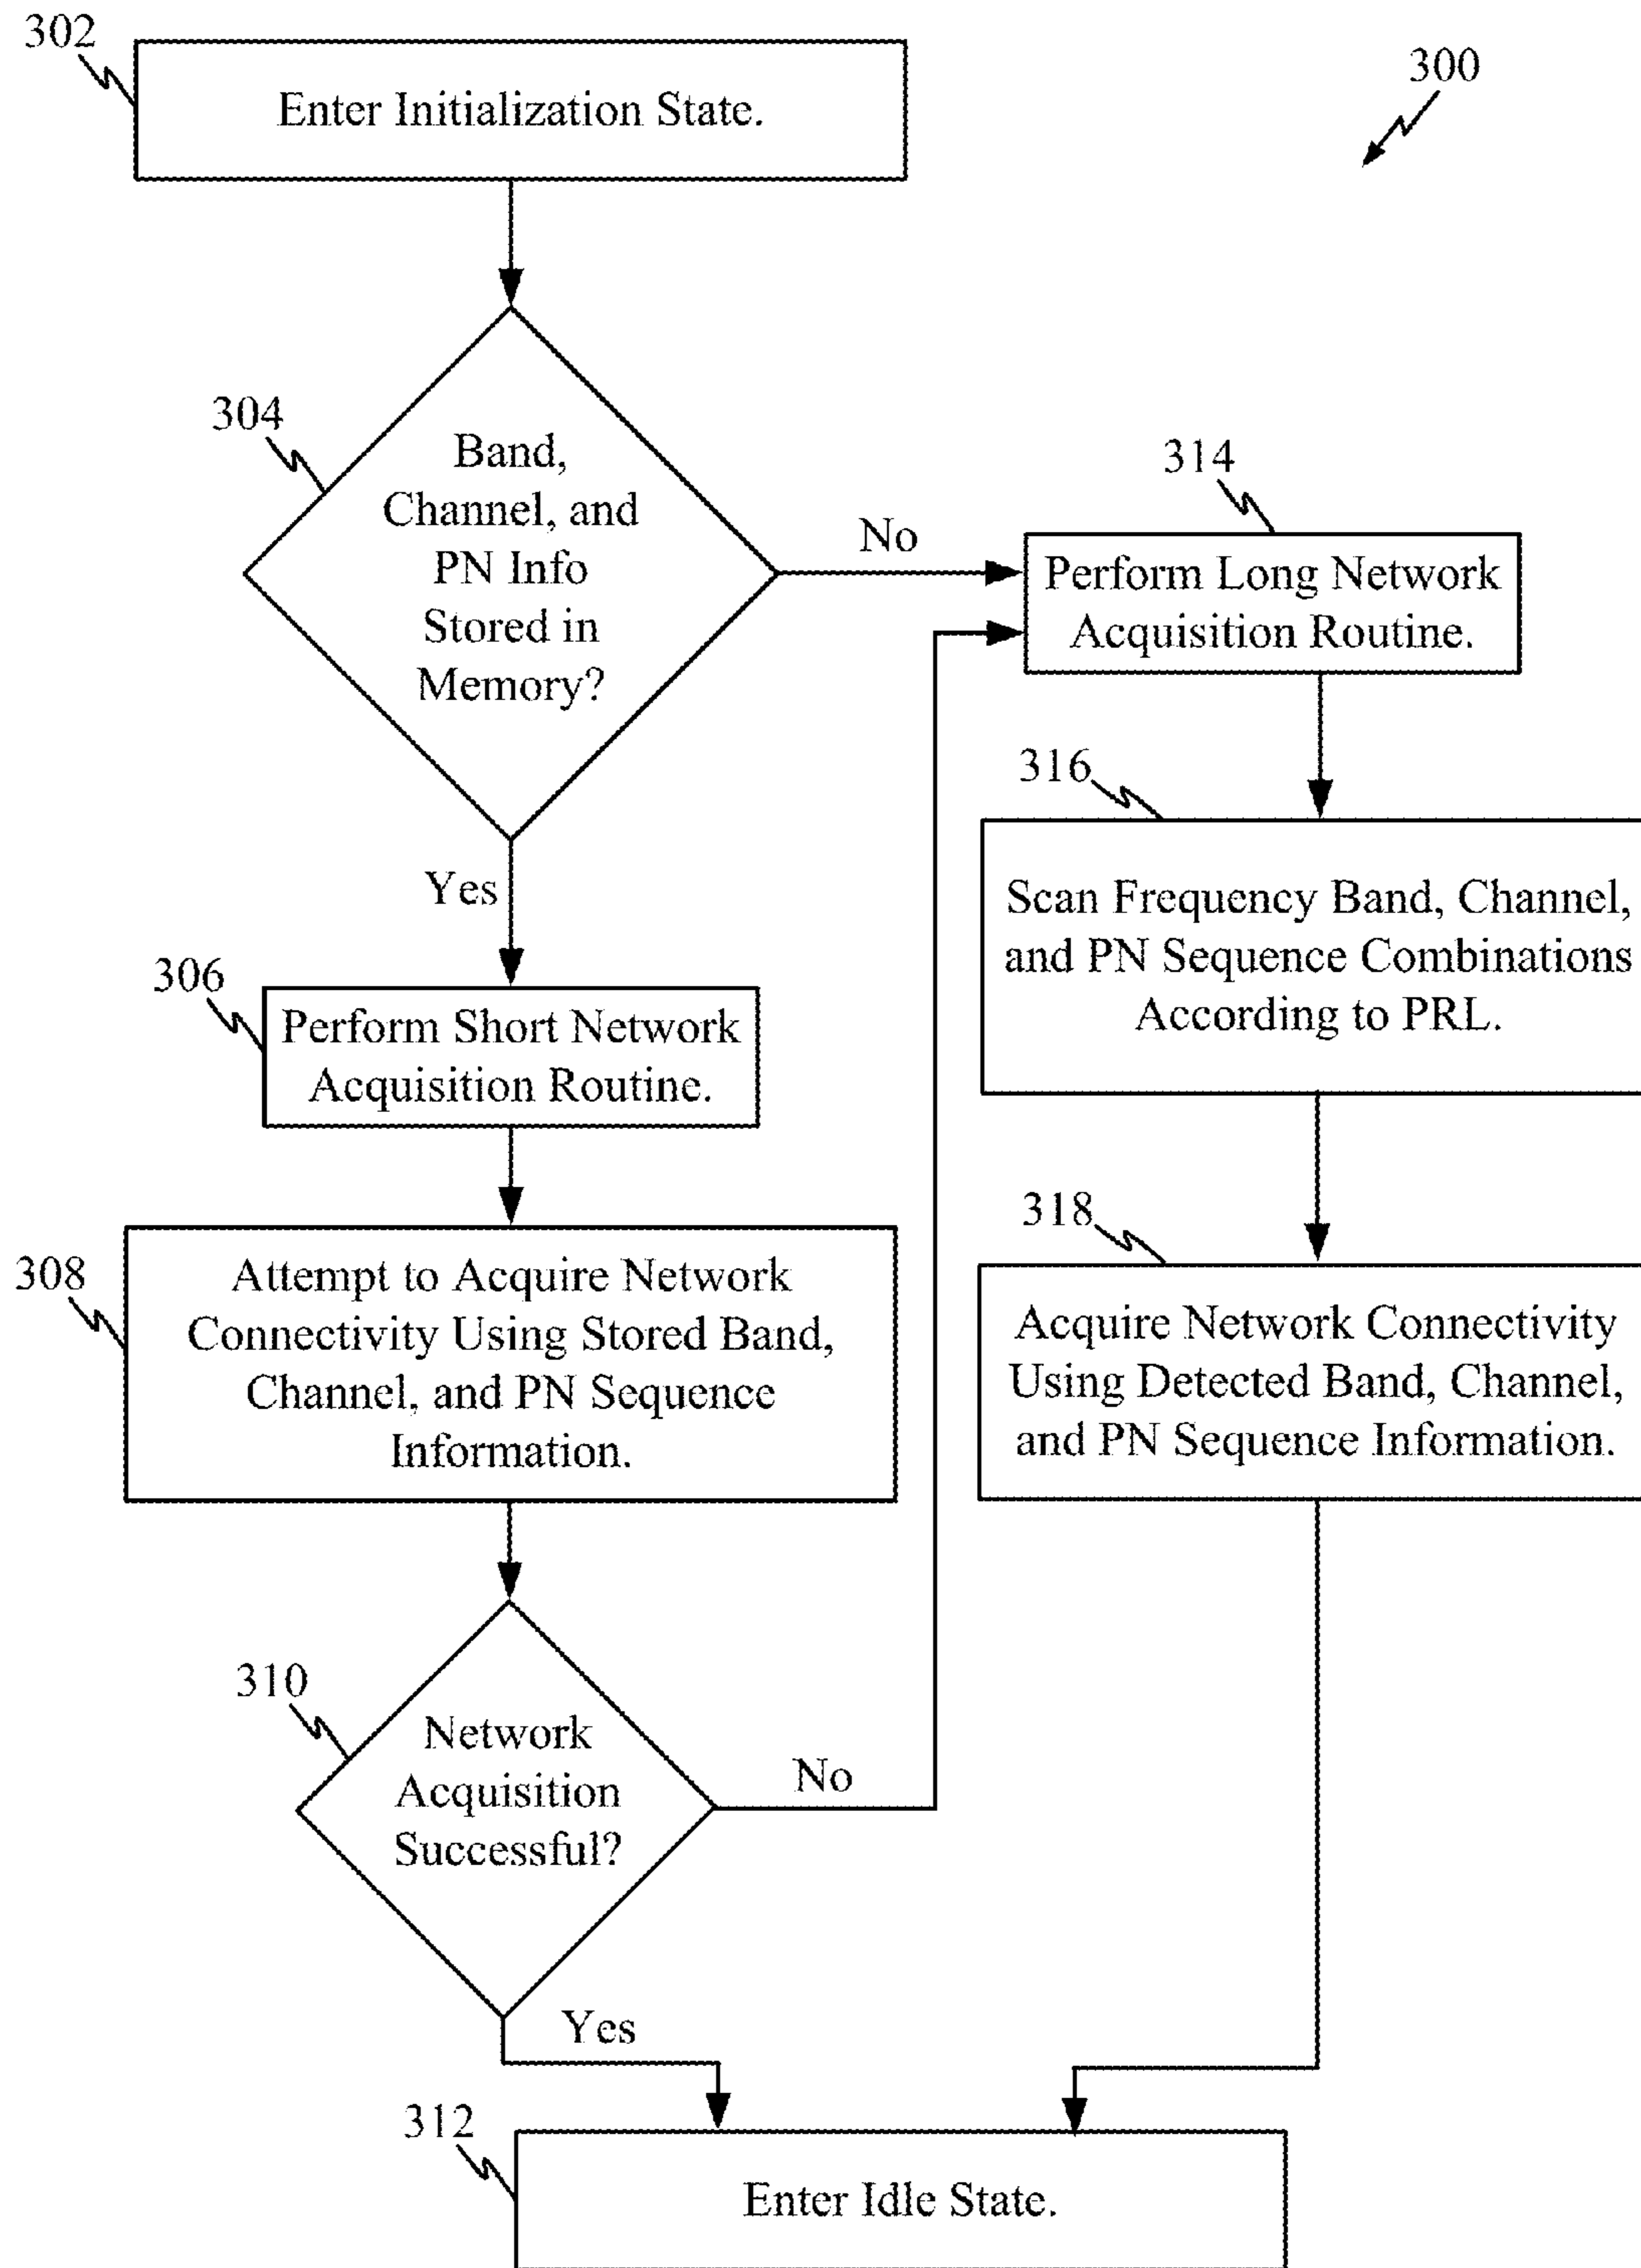 302
Enter Initialization State.
300
304
Band,
Channel, and
PN Info
Stored in
Memory?
No
Yes
314
Perform Long Network
Acquisition Routine.
306
Perform Short Network
Acquisition Routine.
316
Scan Frequency Band, Channel,
and PN Sequence Combinations
According to PRL.
308
Attempt to Acquire Network
Connectivity Using Stored Band,
Channel, and PN Sequence
Information.
318
Acquire Network Connectivity
Using Detected Band, Channel,
and PN Sequence Information.
310
Network
Acquisition
Successful?
No
Yes
312
Enter Idle State.